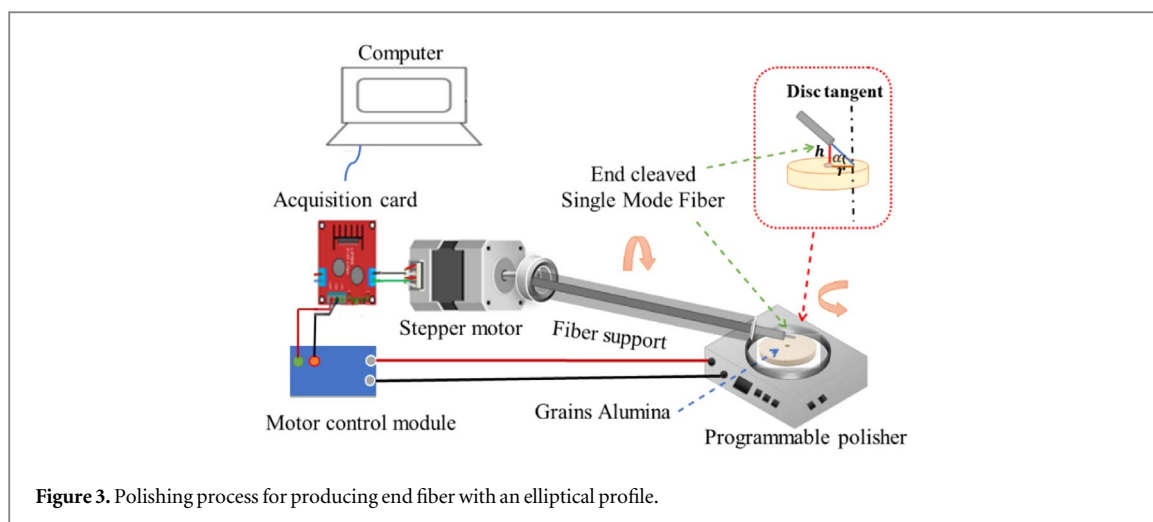 Computer
Disc tangent
h
α
r
End cleaved
Single Mode Fiber
Acquisition card
Stepper motor
Fiber support
Motor control module
Grains Alumina
Programmable polisher
Figure 3. Polishing process for producing end fiber with an elliptical profile.